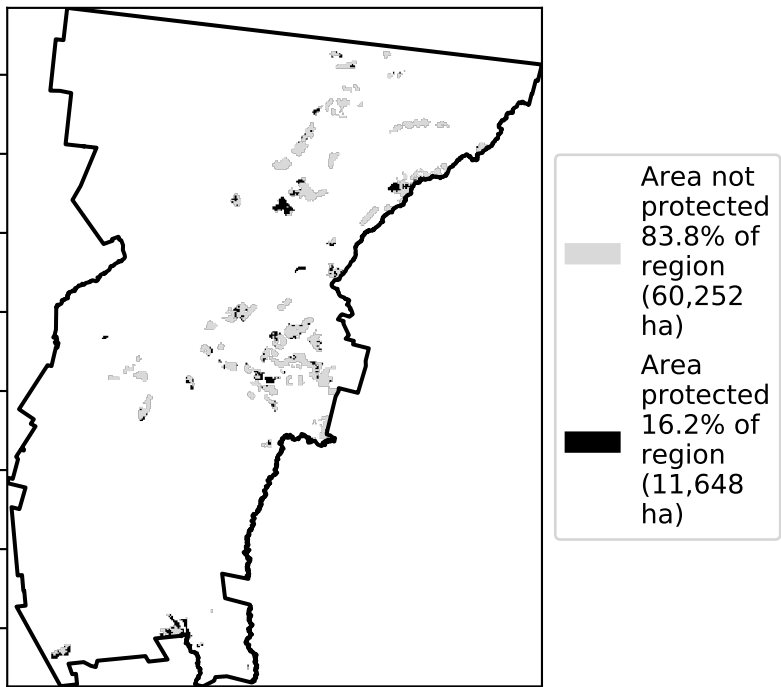 Area not
protected
83.8% of
region
(60,252
ha)
Area
protected
16.2% of
region
(11,648
ha)